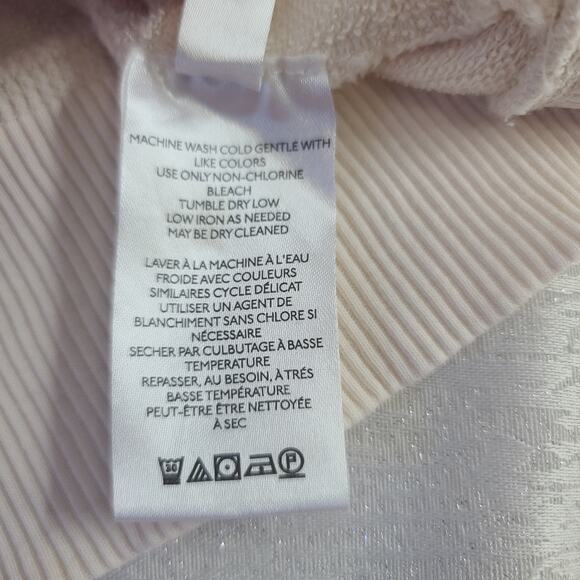 MACHINE WASH COLD GENTLE WITH
LIKE COLORS
USE ONLY NON-CHLORINE
BLEACH
TUMBLE DRY LOW
LOW IRON AS NEEDED
MAY BE DRY CLEANED
LAVER À LA MACHINE À L'EAU
FROIDE AVEC COULEURS
SIMILAIRES CYCLE DÉLICAT
UTILISER UN AGENT DE
BLANCHIMENT SANS CHLORE SI
NÉCESSAIRE
SECHER PAR CULBUTAGE À BASSE
TEMPERATURE
REPASSER, AU BESOIN, À TRÉS
BASSE TEMPÉRATURE
PEUT-ÊTRE ÊTRE NETTOYÉE
À SEC
30 P